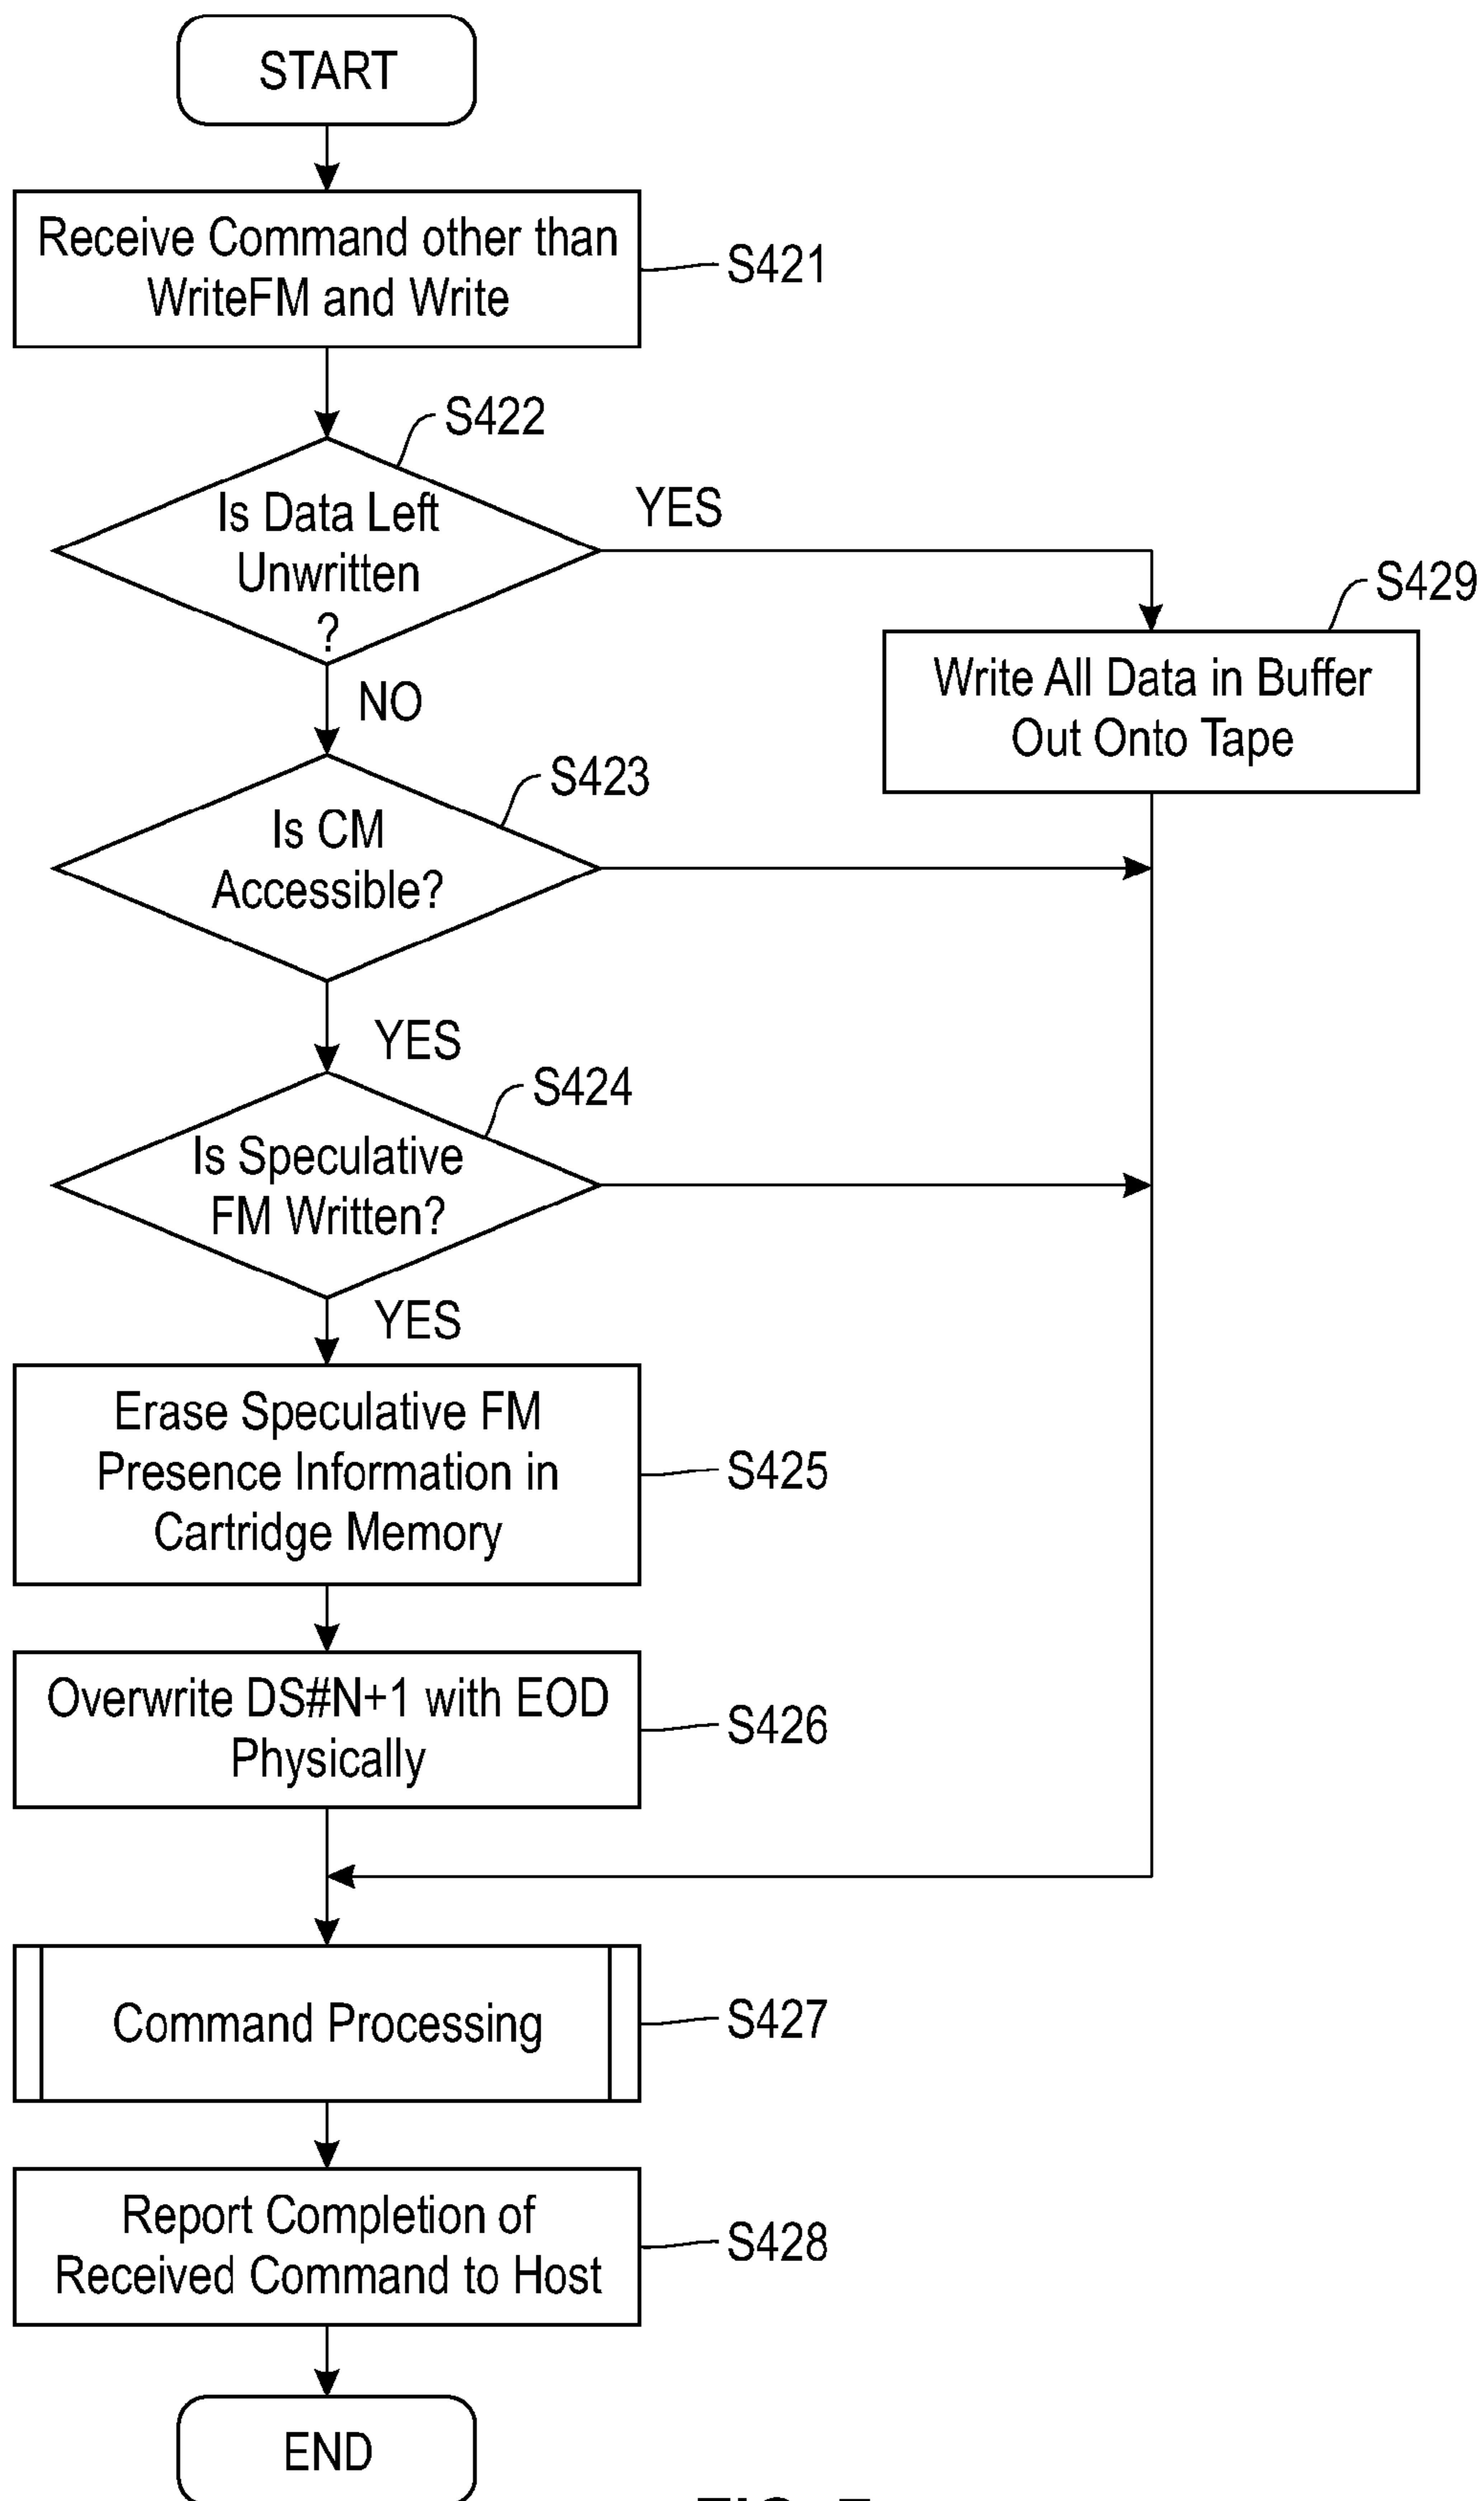 START
Receive Command other than
WriteFM and Write
S421
S422
Is Data Left
Unwritten
?
YES
NO
S429
Write All Data in Buffer
Out Onto Tape
S423
Is CM
Accessible?
YES
S424
Is Speculative
FM Written?
YES
Erase Speculative FM
Presence Information in
Cartridge Memory
S425
Overwrite DS#N+1 with EOD
Physically
S426
Command Processing
S427
Report Completion of
Received Command to Host
S428
END